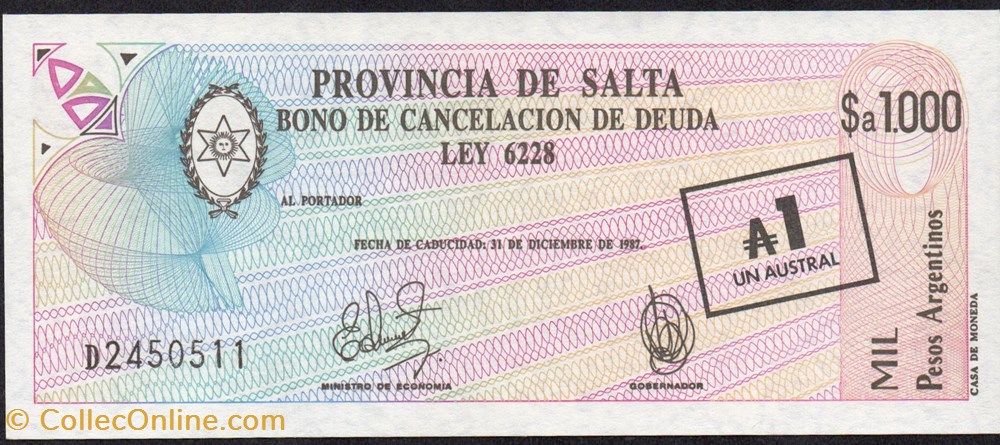 PROVINCIA DE SALTA
BONO DE CANCELACION DE DEUDA
LEY 6228
$a 1.000
AL PORTADOR
FECHA DE CADUCIDAD: 31 DE DICIEMBRE DE 1987.
₳1
UN AUSTRAL
D2450511
MINISTRO DE ECONOMIA
GOBERNADOR
MIL
Pesos Argentinos
CASA DE MONEDA
© CollecOnline.com